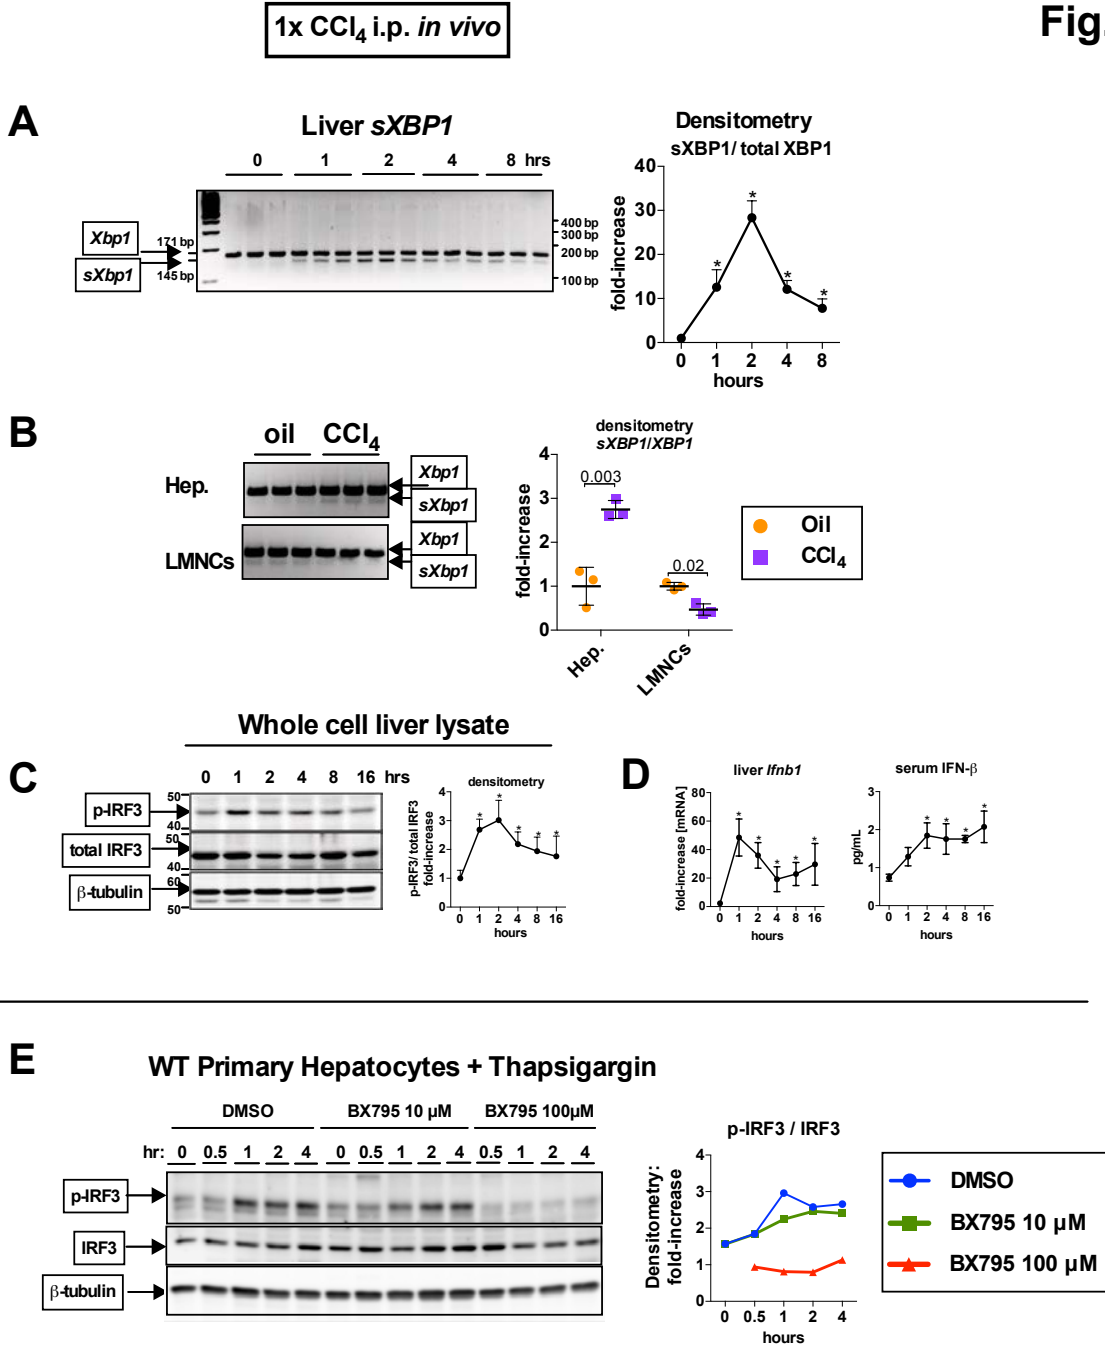 1x CCl4 i.p. in vivo
Fig.
A
Liver sXBP1
0 1 2 4 8 hrs
Xbp1
sXbp1
171 bp
145 bp
400 bp
300 bp
200 bp
100 bp
Densitometry
sXBP1/ total XBP1
fold-increase
40
30
20
10
0
* * * *
0 1 2 4 8
hours
B
oil CCl4
Hep.
LMNCs
Xbp1
sXbp1
Xbp1
sXbp1
densitometry
sXBP1/XBP1
fold-increase
4
3
2
1
0
0.003
0.02
Hep.
LMNCs
Oil
CCl4
Whole cell liver lysate
C
0 1 2 4 8 16 hrs
p-IRF3
total IRF3
β-tubulin
50
40
50
40
60
50
densitometry
p-IRF3/ total IRF3
fold-increase
4
3
2
1
0
* * * * *
0 1 2 4 8 16
hours
D
liver Ifnb1
fold-increase [mRNA]
80
60
40
20
0
* * * * *
0 1 2 4 8 16
hours
serum IFN-β
pg/mL
3
2
1
0
* * * *
0 1 2 4 8 16
hours
E
WT Primary Hepatocytes + Thapsigargin
DMSO BX795 10 µM BX795 100µM
hr: 0 0.5 1 2 4 0 0.5 1 2 4 0.5 1 2 4
p-IRF3
IRF3
β-tubulin
p-IRF3 / IRF3
Densitometry:
fold-increase
4
3
2
1
0
0 0.5 1 2 4
hours
DMSO
BX795 10 µM
BX795 100 µM